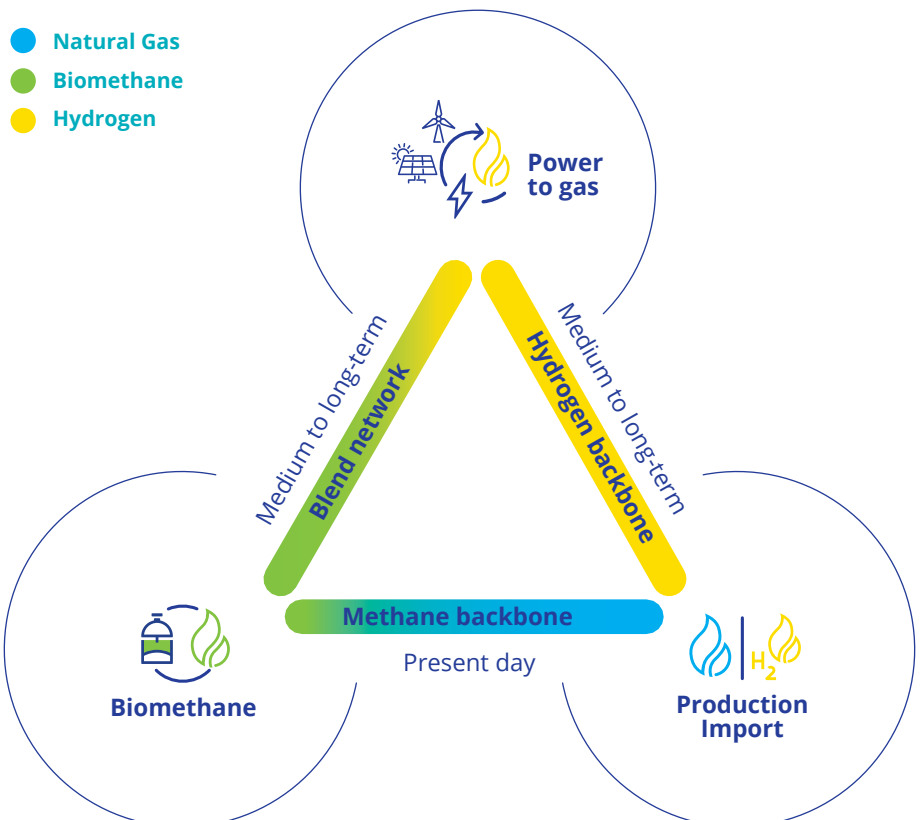 Natural Gas
Biomethane
Hydrogen
Power
to gas
Medium to long-term
Blend network
Hydrogen backbone
Medium to long-term
Methane backbone
Present day
Biomethane
H2
Production
Import